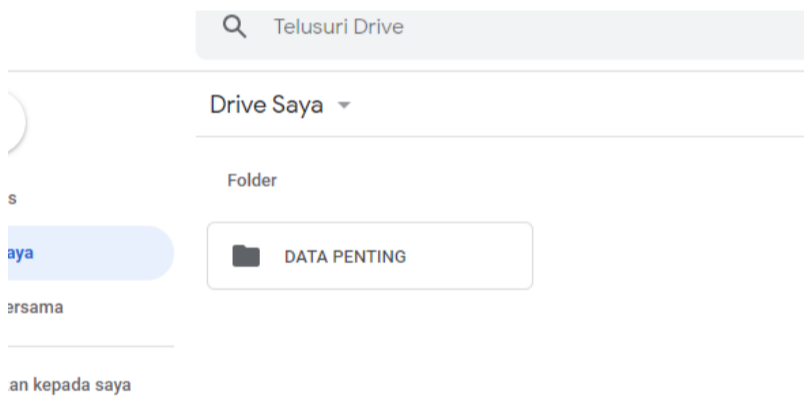 Telusuri Drive
Drive Saya
Folder
s
aya
DATA PENTING
ersama
an kepada saya